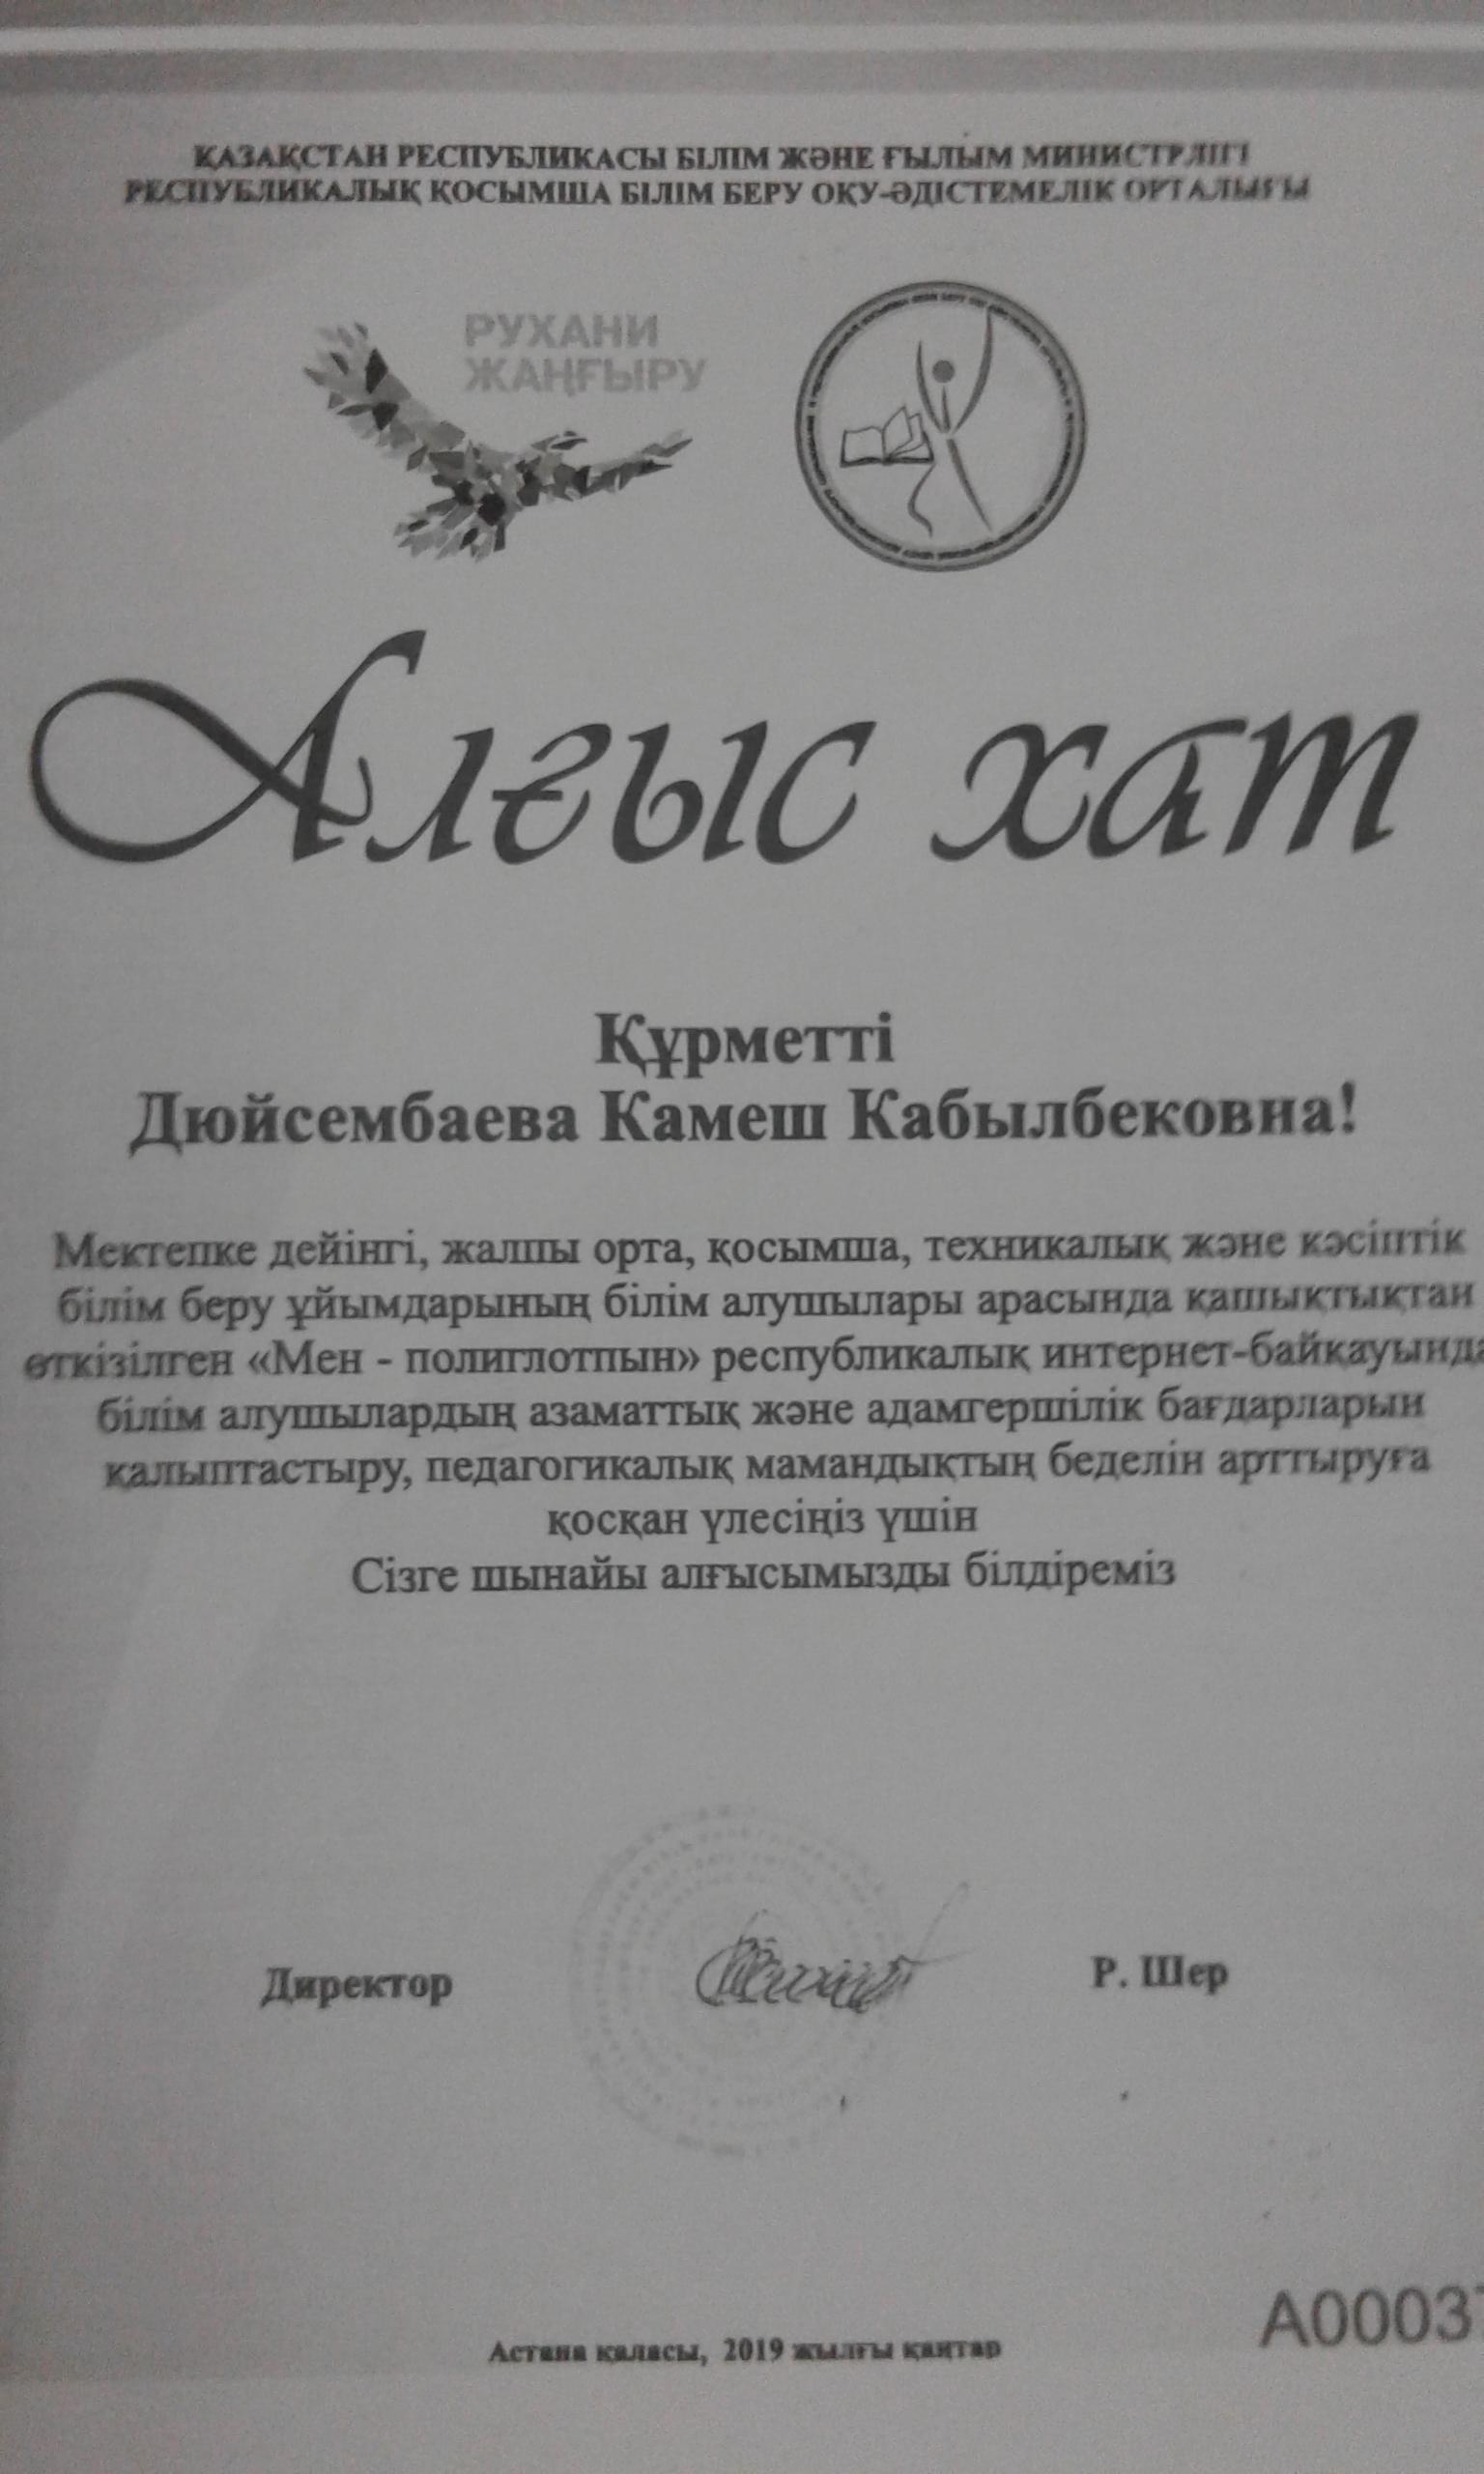 ҚАЗАҚСТАН РЕСПУБЛИКАСЫ БІЛІМ ЖӘНЕ ҒЫЛЫМ МИНИСТРЛІГІ
РЕСПУБЛИКАЛЫҚ ҚОСЫМША БІЛІМ БЕРУ ОҚУ-ӘДІСТЕМЕЛІК ОРТАЛЫҒЫ
РУХАНИ
ЖАҢҒЫРУ
Алғыс хат
Құрметті
Дюйсембаева Камеш Кабылбековна!
Мектепке дейінгі, жалпы орта, қосымша, техникалық және кәсіптік
білім беру ұйымдарының білім алушылары арасында қашықтықтан
өткізілген «Мен - полиглотпын» республикалық интернет-байқауында
білім алушылардың азаматтық және адамгершілік бағдарларын
қалыптастыру, педагогикалық мамандықтың беделін арттыруға
қосқан үлесіңіз үшін
Сізге шынайы алғысымызды білдіреміз
Директор Р. Шер
А0003
Астана қаласы, 2019 жылғы қаңтар